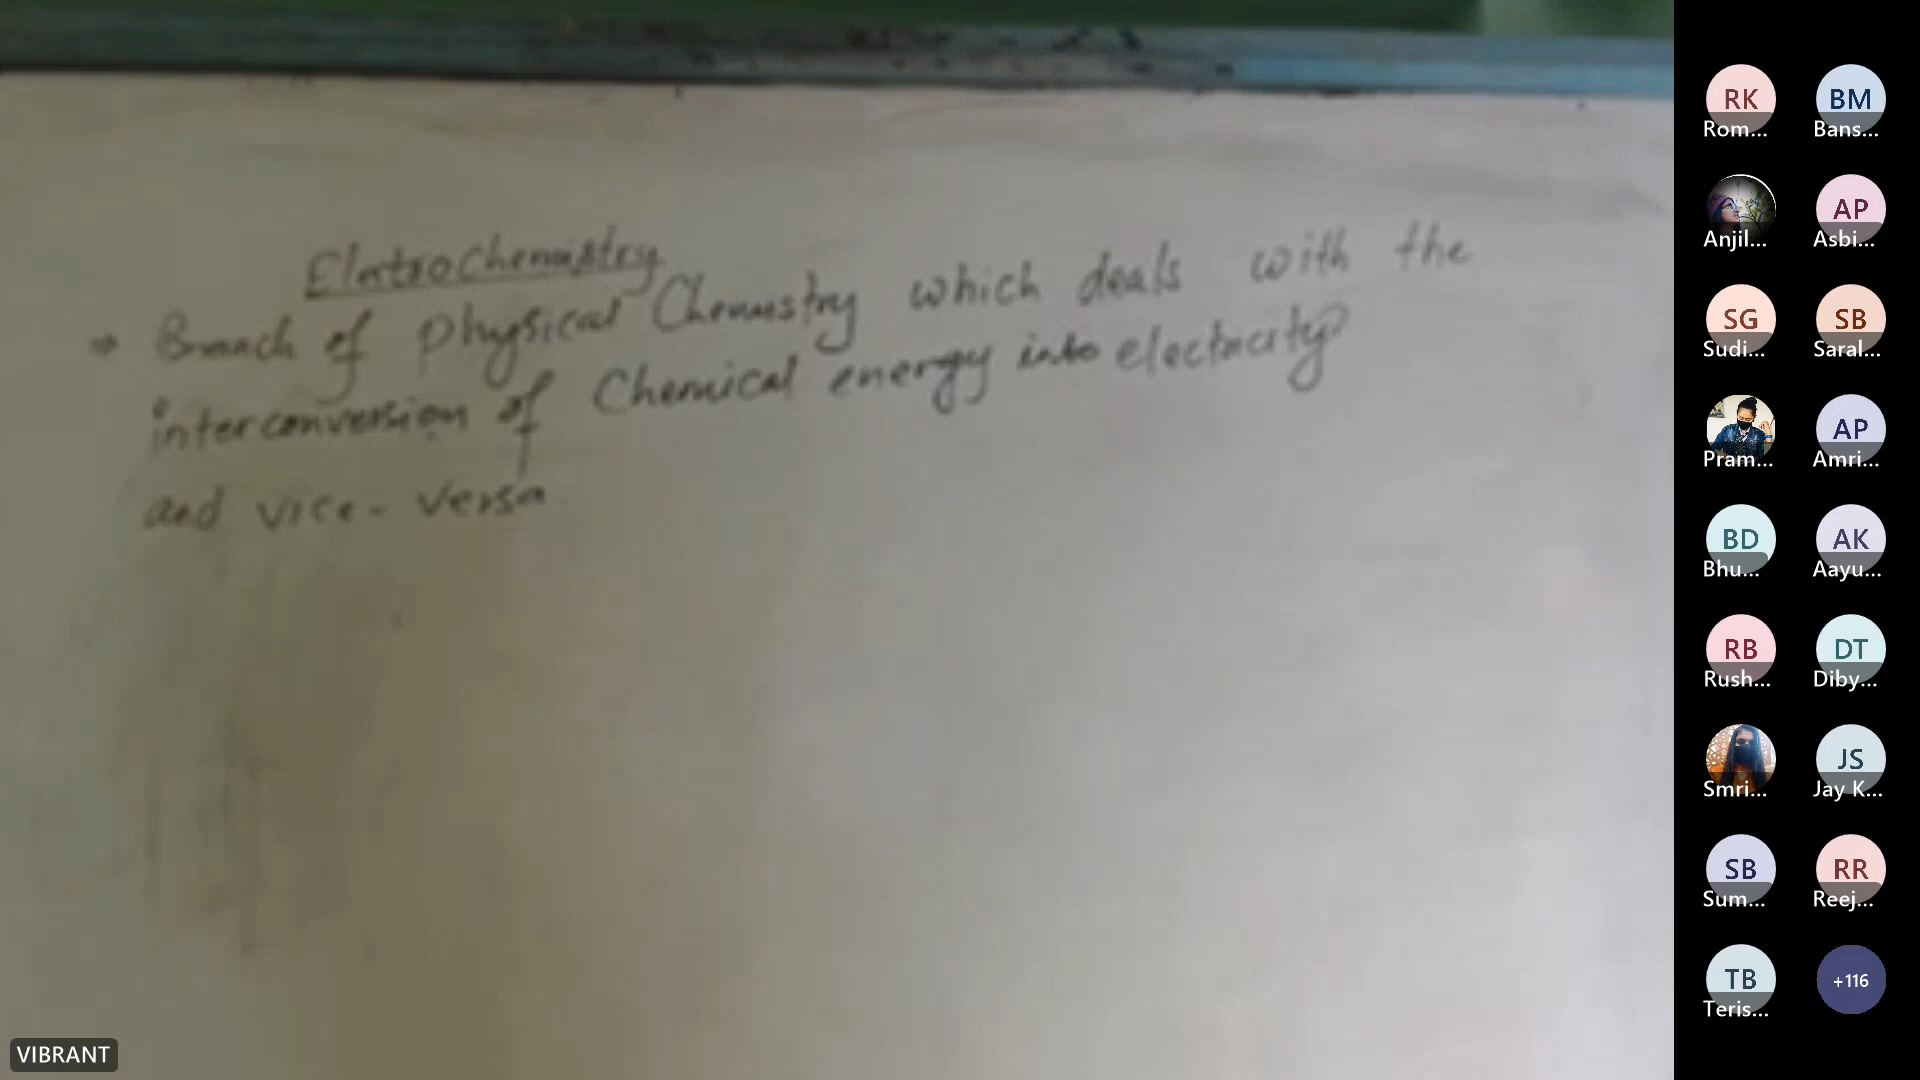 Elertrochemistry
→ Branch of physical Chemistry which deals with the
interconversion of Chemical energy into electricity
and vice-versa
RK
Rom...
BM
Bans...
Anjil...
AP
Asbi...
SG
Sudi...
SB
Saral...
Pram...
AP
Amri...
BD
Bhu...
AK
Aayu...
RB
Rush...
DT
Diby...
Smri...
JS
Jay K...
SB
Sum...
RR
Reej...
TB
Teris...
+116
VIBRANT